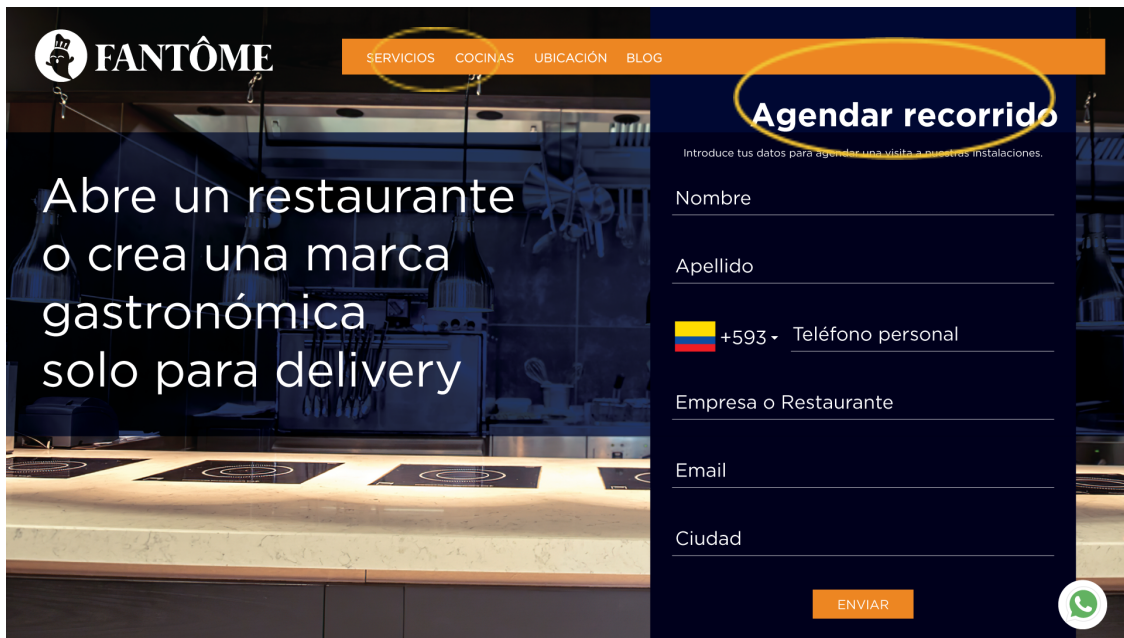 FANTÔME
SERVICIOS COCINAS UBICACIÓN BLOG
Abre un restaurante
o crea una marca
gastronómica
solo para delivery
Agendar recorrido
Introduce tus datos para agendar una visita a nuestras instalaciones.
Nombre
Apellido
+593 Teléfono personal
Empresa o Restaurante
Email
Ciudad
ENVIAR